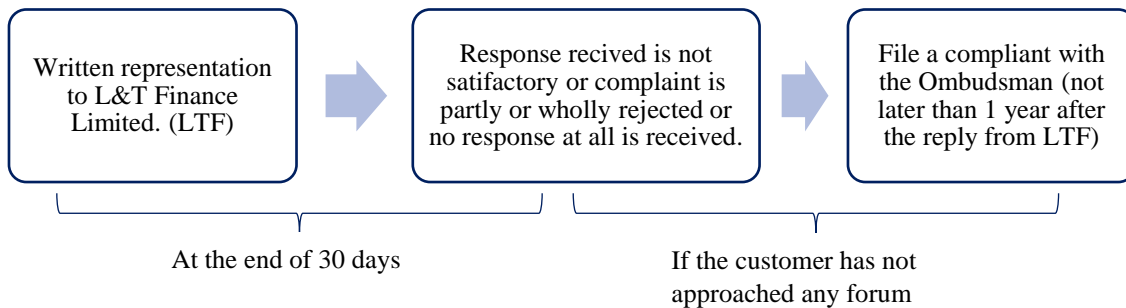 Written representation
to L&T Finance
Limited. (LTF)
Response recived is not
satifactory or complaint is
partly or wholly rejected or
no response at all is received.
File a compliant with
the Ombudsman (not
later than 1 year after
the reply from LTF)
At the end of 30 days
If the customer has not
approached any forum